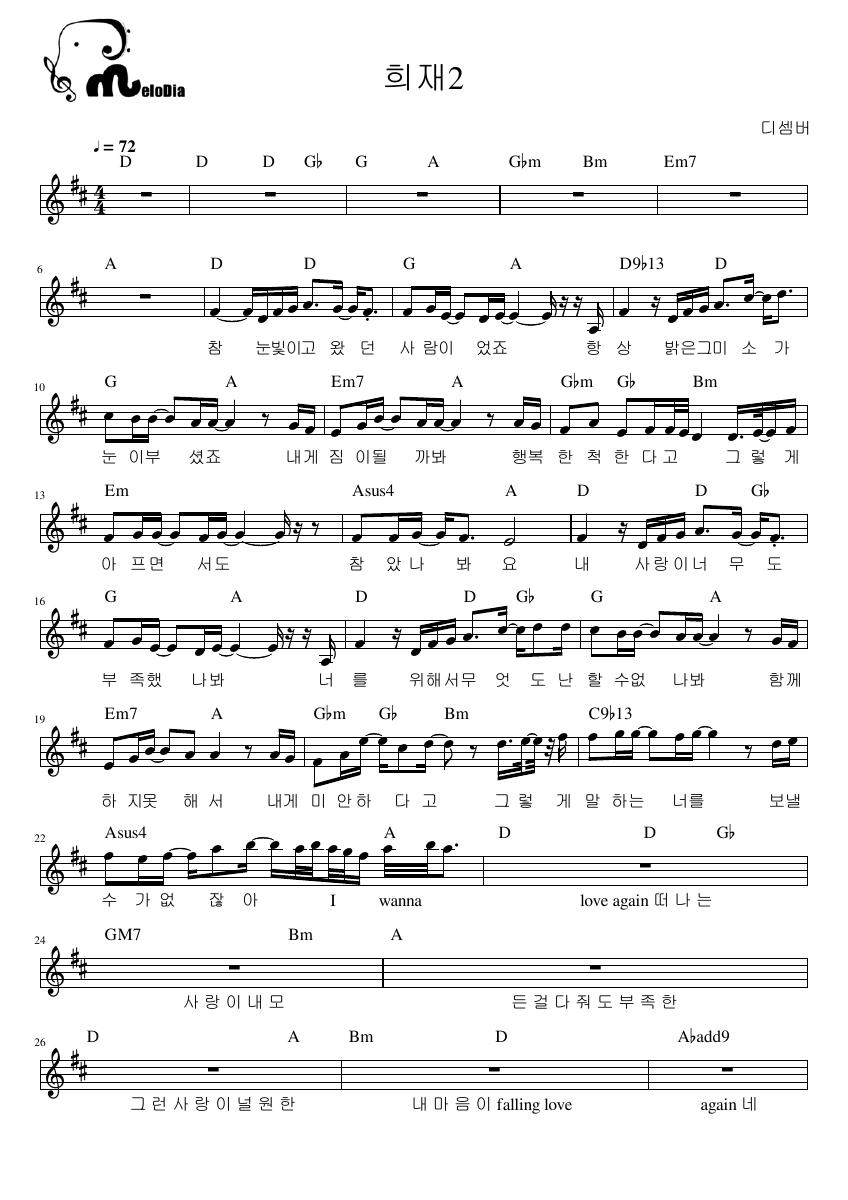 meloDia
희재2
디셈버
♩= 72
D D D G♭ G A G♭m Bm Em7
4
4
6 A D D G A D9♭13 D
참 눈빛이고 왔 던 사 람이 었죠 항 상 밝은그미 소 가
10 G A Em7 A G♭m G♭ Bm
눈 이부 셨죠 내게 짐 이될 까봐 행복 한 척 한 다 고 그 렇 게
13 Em Asus4 A D D G♭
아 프면 서도 참 았 나 봐 요 내 사랑이너 무 도
16 G A D D G♭ G A
부 족했 나봐 너 를 위해서무 엇 도 난 할 수없 나봐 함께
19 Em7 A G♭m G♭ Bm C9♭13
하 지못 해 서 내게 미 안하 다 고 그 렇 게 말 하는 너를 보낼
22 Asus4 A D D G♭
수 가없 잖 아 I wanna love again 떠 나 는
24 GM7 Bm A
사 랑 이 내 모 든 걸 다 줘 도 부 족 한
26 D A Bm D A♭add9
그 런 사 랑 이 널 원 한 내 마 음 이 falling love again 네